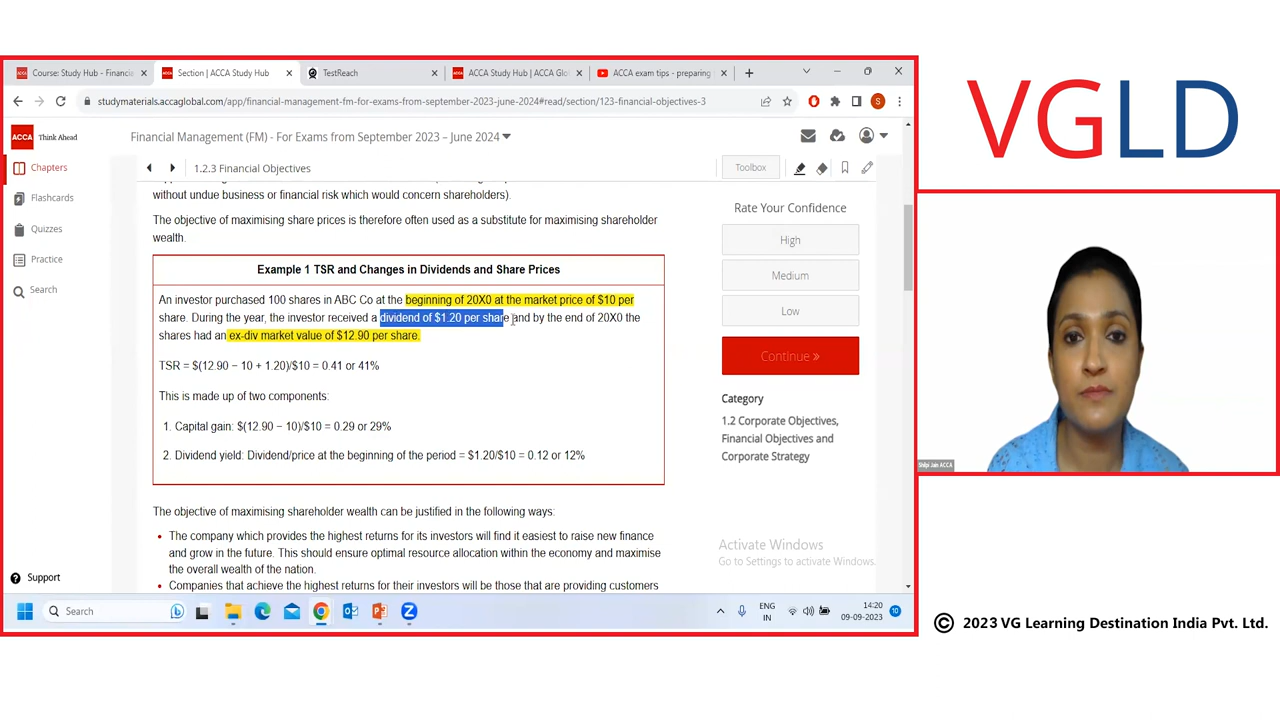 Course: Study Hub - Financia
Section | ACCA Study Hub
TestReach
ACCA Study Hub | ACCA Glo
ACCA exam tips - preparing
studymaterials.accaglobal.com/app/financial-management-fm-for-exams-from-september-2023-june-2024#read/section/123-financial-objectives-3
S
ACCA
Think Ahead
Financial Management (FM) - For Exams from September 2023 – June 2024
Chapters
Flashcards
Quizzes
Practice
Search
Support
1.2.3 Financial Objectives
Toolbox
without undue business or financial risk which would concern shareholders).
The objective of maximising share prices is therefore often used as a substitute for maximising shareholder
wealth.
Example 1 TSR and Changes in Dividends and Share Prices
An investor purchased 100 shares in ABC Co at the beginning of 20X0 at the market price of $10 per
share. During the year, the investor received a dividend of $1.20 per share and by the end of 20X0 the
shares had an ex-div market value of $12.90 per share.
TSR = $(12.90 − 10 + 1.20)/$10 = 0.41 or 41%
This is made up of two components:
1. Capital gain: $(12.90 − 10)/$10 = 0.29 or 29%
2. Dividend yield: Dividend/price at the beginning of the period = $1.20/$10 = 0.12 or 12%
The objective of maximising shareholder wealth can be justified in the following ways:
• The company which provides the highest returns for its investors will find it easiest to raise new finance
and grow in the future. This should ensure optimal resource allocation within the economy and maximise
the overall wealth of the nation.
• Companies that achieve the highest returns for their investors will be those that are providing customers
Rate Your Confidence
High
Medium
Low
Continue »
Category
1.2 Corporate Objectives,
Financial Objectives and
Corporate Strategy
Activate Windows
Go to Settings to activate Windows.
Search
ENG
IN
14:20
09-09-2023
10
VGLD
Shilpi Jain ACCA
© 2023 VG Learning Destination India Pvt. Ltd.